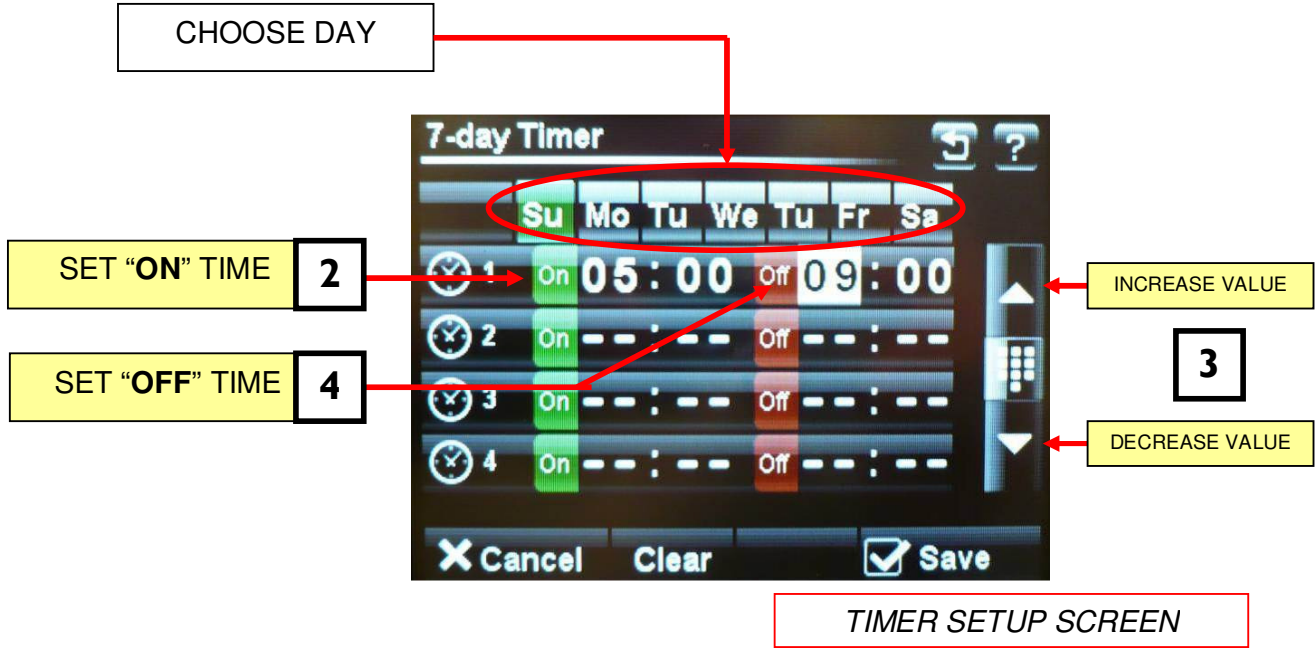 CHOOSE DAY
7-day Timer ?
Su Mo Tu We Tu Fr Sa
SET “ON” TIME 2
1 On 05:00 Off 09:00
INCREASE VALUE
2 On --:-- Off --:--
3
SET “OFF” TIME 4
3 On --:-- Off --:--
DECREASE VALUE
4 On --:-- Off --:--
Cancel Clear Save
TIMER SETUP SCREEN